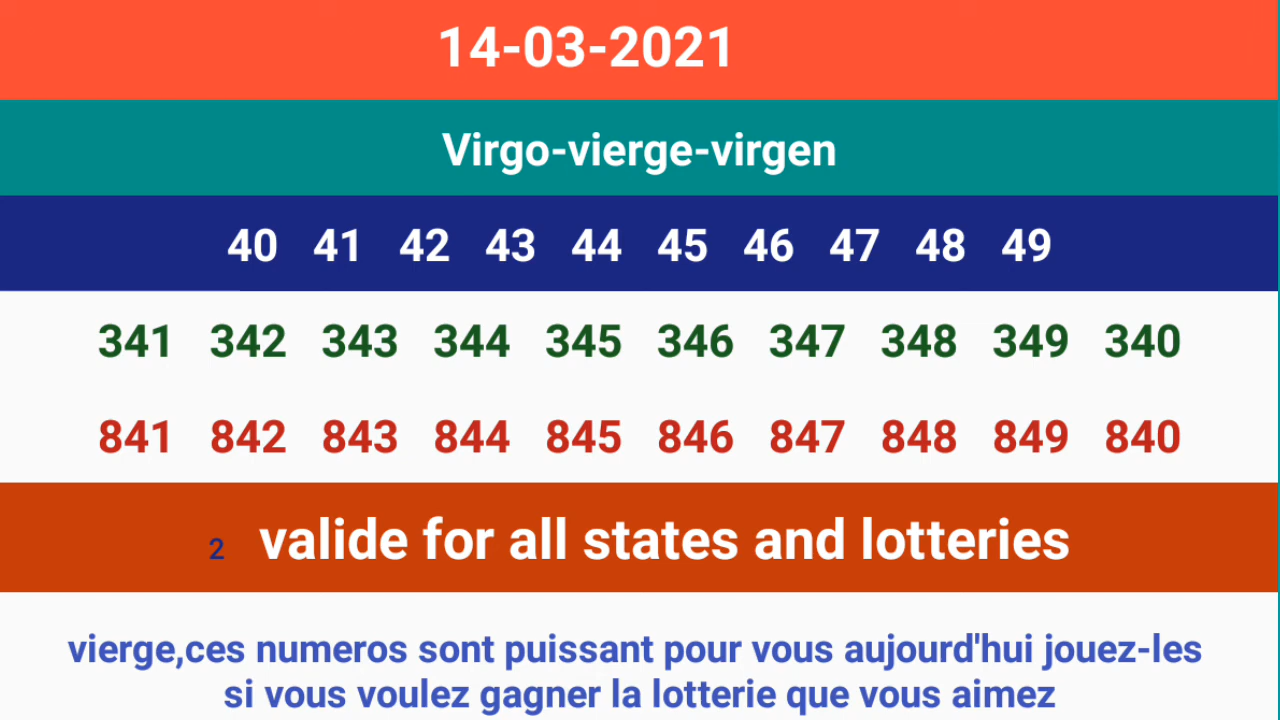 14-03-2021
Virgo-vierge-virgen
40 41 42 43 44 45 46 47 48 49
341 342 343 344 345 346 347 348 349 340
841 842 843 844 845 846 847 848 849 840
2 valide for all states and lotteries
vierge,ces numeros sont puissant pour vous aujourd'hui jouez-les
si vous voulez gagner la lotterie que vous aimez